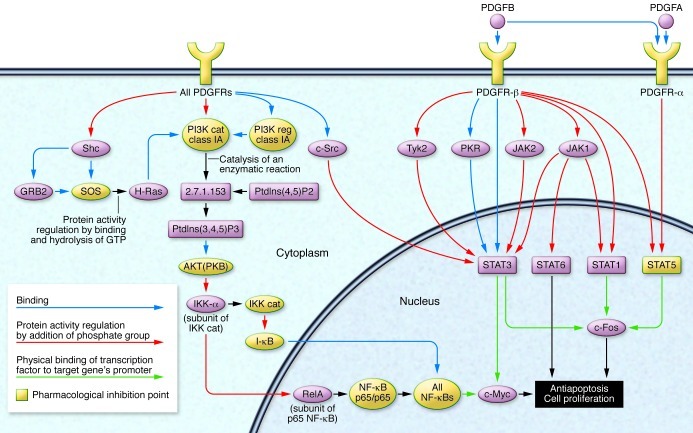 PDGFB
PDGFA
All PDGFRs
PDGFR-β
PDGFR-α
PI3K cat
class IA
PI3K reg
class IA
Shc
c-Src
Tyk2
PKR
JAK2
JAK1
Catalysis of an
enzymatic reaction
GRB2
SOS
H-Ras
2.7.1.153
PtdIns(4,5)P2
Protein activity
regulation by binding
and hydrolysis of GTP
PtdIns(3,4,5)P3
Cytoplasm
AKT(PKB)
STAT3
STAT6
STAT1
STAT5
Nucleus
IKK-α
(subunit of
IKK cat)
IKK cat
I-κB
c-Fos
RelA
(subunit of
p65 NF-κB)
NF-κB
p65/p65
All
NF-κBs
c-Myc
Antiapoptosis
Cell proliferation
Binding
Protein activity regulation
by addition of phosphate group
Physical binding of transcription
factor to target gene's promoter
Pharmacological inhibition point